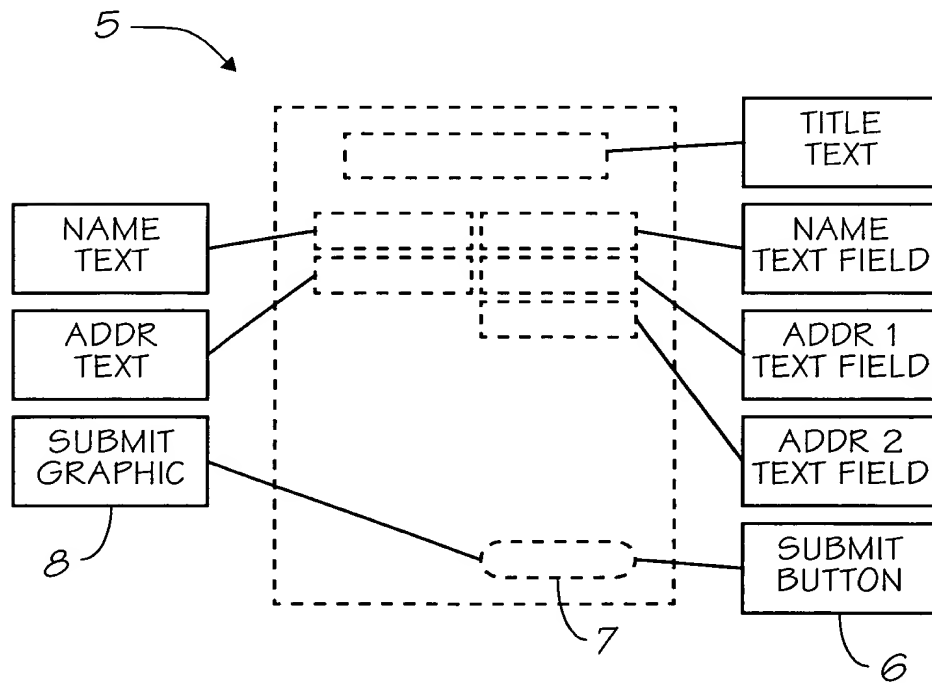 5
TITLE
TEXT
NAME
TEXT
NAME
TEXT FIELD
ADDR
TEXT
ADDR 1
TEXT FIELD
SUBMIT
GRAPHIC
ADDR 2
TEXT FIELD
8
SUBMIT
BUTTON
7
6